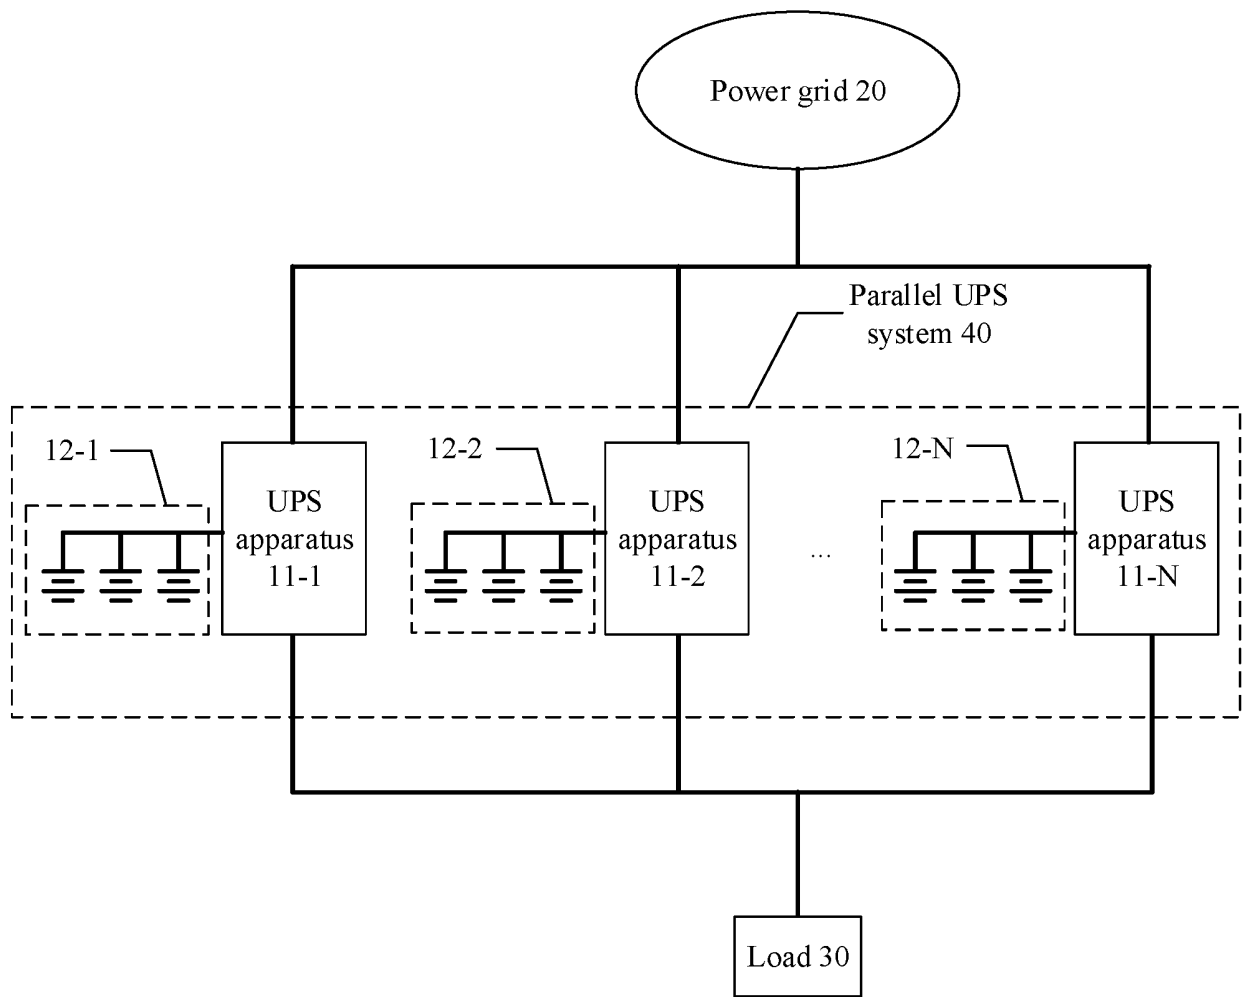 Power grid 20
Parallel UPS
system 40
12-1
UPS
apparatus
11-1
12-2
UPS
apparatus
11-2
...
12-N
UPS
apparatus
11-N
Load 30